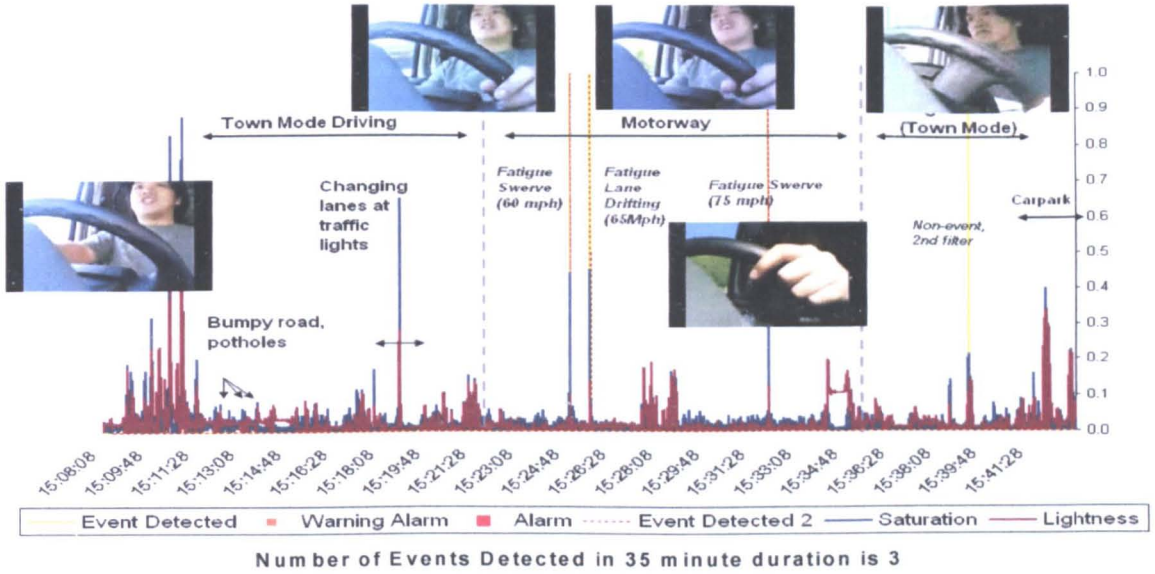 1.0
0.9
0.8
0.7
0.6
0.5
0.4
0.3
0.2
0.1
0.0
Town Mode Driving
Motorway
(Town Mode)
Changing
lanes at
traffic
lights
Fatigue
Swerve
(60 mph)
Fatigue
Lane
Drifting
(65Mph)
Fatigue Swerve
(75 mph)
Carpark
Non-event,
2nd filter
Bumpy road,
potholes
15:08:08
15:09:48
15:11:28
15:13:08
15:14:48
15:16:28
15:18:08
15:19:48
15:21:28
15:23:08
15:24:48
15:26:28
15:28:08
15:29:48
15:31:28
15:33:08
15:34:48
15:36:28
15:38:08
15:39:48
15:41:28
Event Detected Warning Alarm Alarm Event Detected 2 Saturation Lightness
Number of Events Detected in 35 minute duration is 3